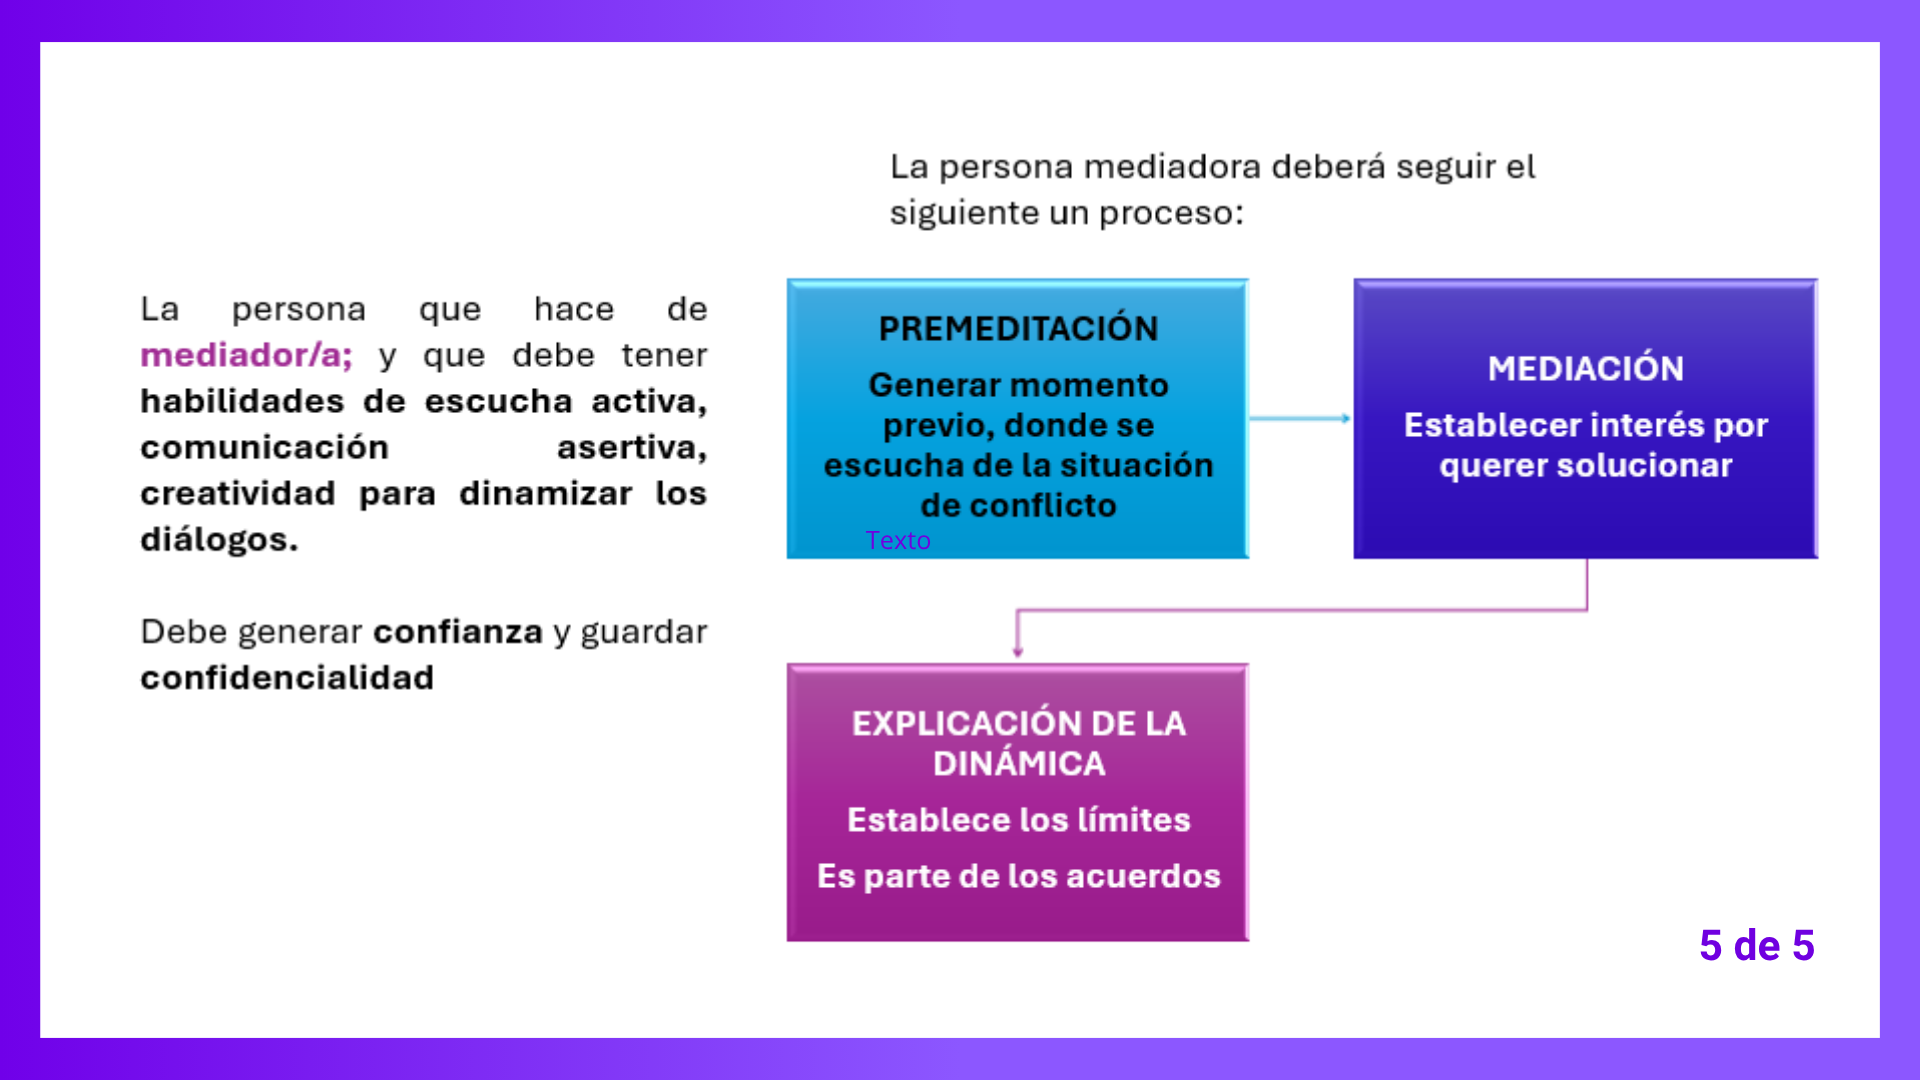 La persona que hace de
mediador/a; y que debe tener
habilidades de escucha activa,
comunicación asertiva,
creatividad para dinamizar los
diálogos.
Debe generar confianza y guardar
confidencialidad
La persona mediadora deberá seguir el
siguiente un proceso:
PREMEDITACIÓN
Generar momento
previo, donde se
escucha de la situación
de conflicto
Texto
MEDIACIÓN
Establecer interés por
querer solucionar
EXPLICACIÓN DE LA
DINÁMICA
Establece los límites
Es parte de los acuerdos
5 de 5